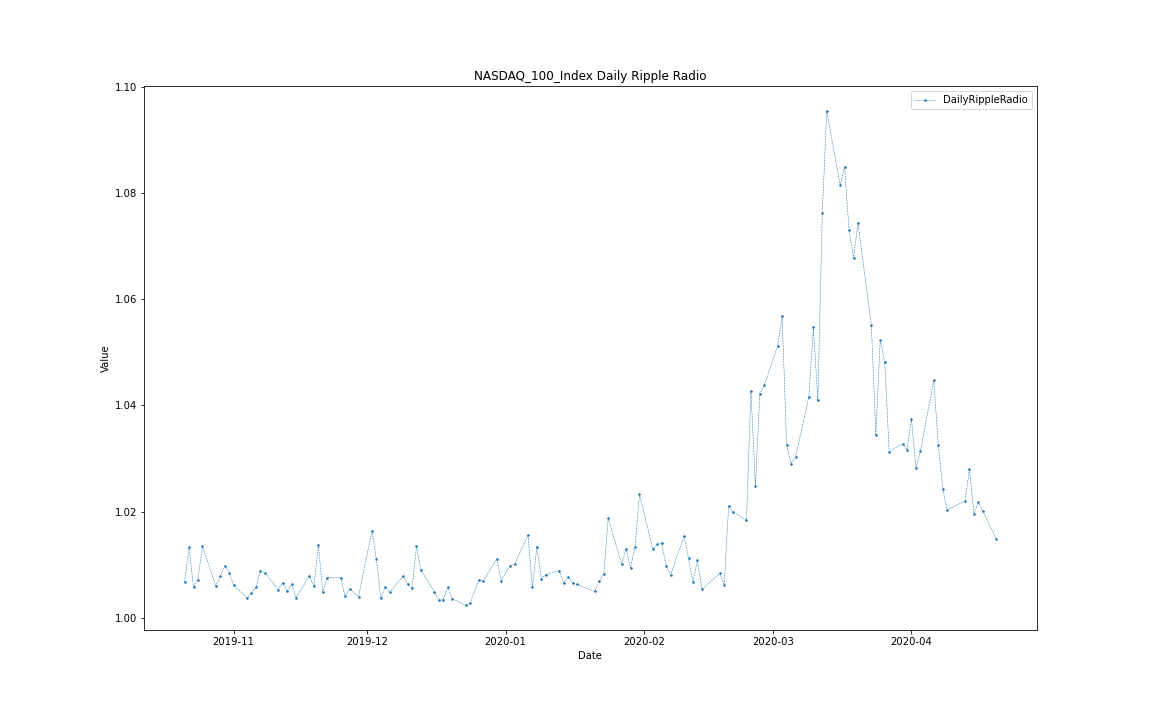 NASDAQ_100_Index Daily Ripple Radio
DailyRippleRadio
1.10
1.08
1.06
1.04
1.02
1.00
Value
2019-11 2019-12 2020-01 2020-02 2020-03 2020-04
Date